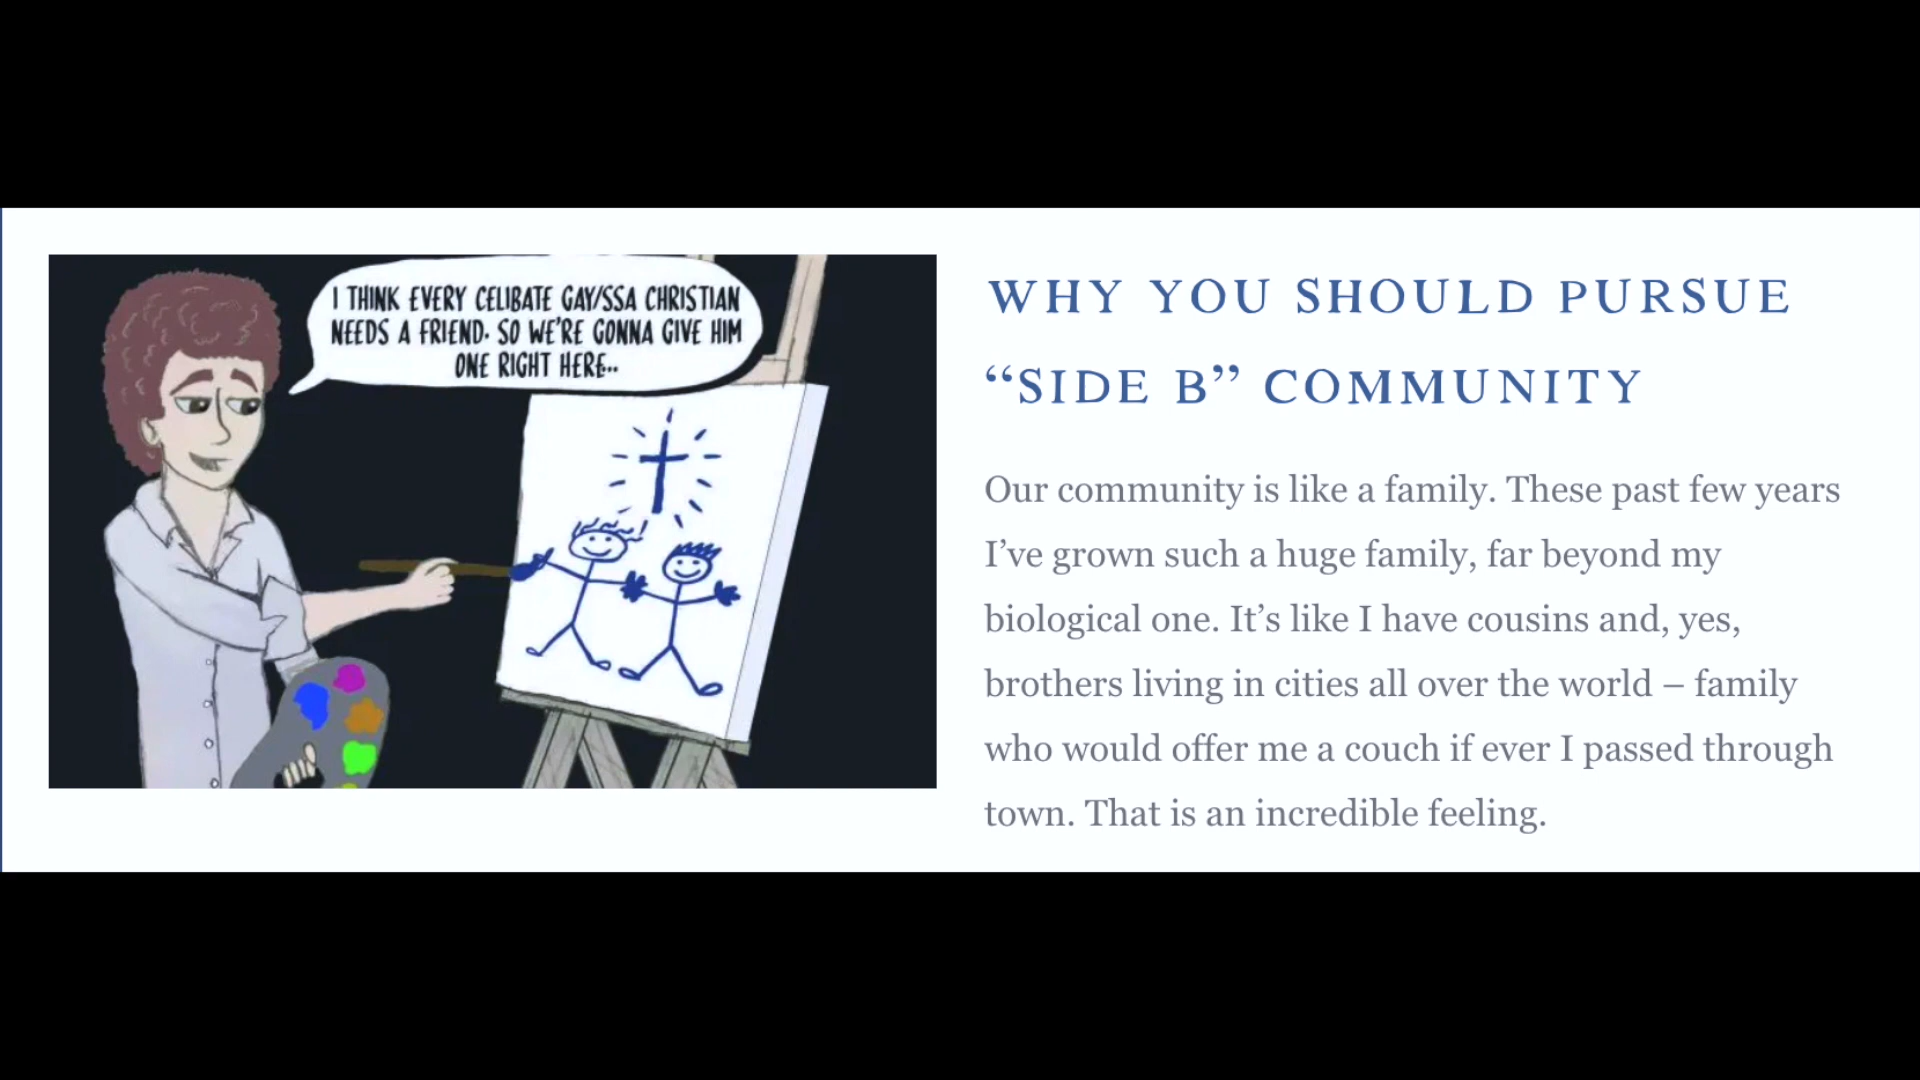 I THINK EVERY CELIBATE GAY/SSA CHRISTIAN
NEEDS A FRIEND. SO WE'RE GONNA GIVE HIM
ONE RIGHT HERE...
WHY YOU SHOULD PURSUE
“SIDE B” COMMUNITY
Our community is like a family. These past few years
I’ve grown such a huge family, far beyond my
biological one. It’s like I have cousins and, yes,
brothers living in cities all over the world – family
who would offer me a couch if ever I passed through
town. That is an incredible feeling.